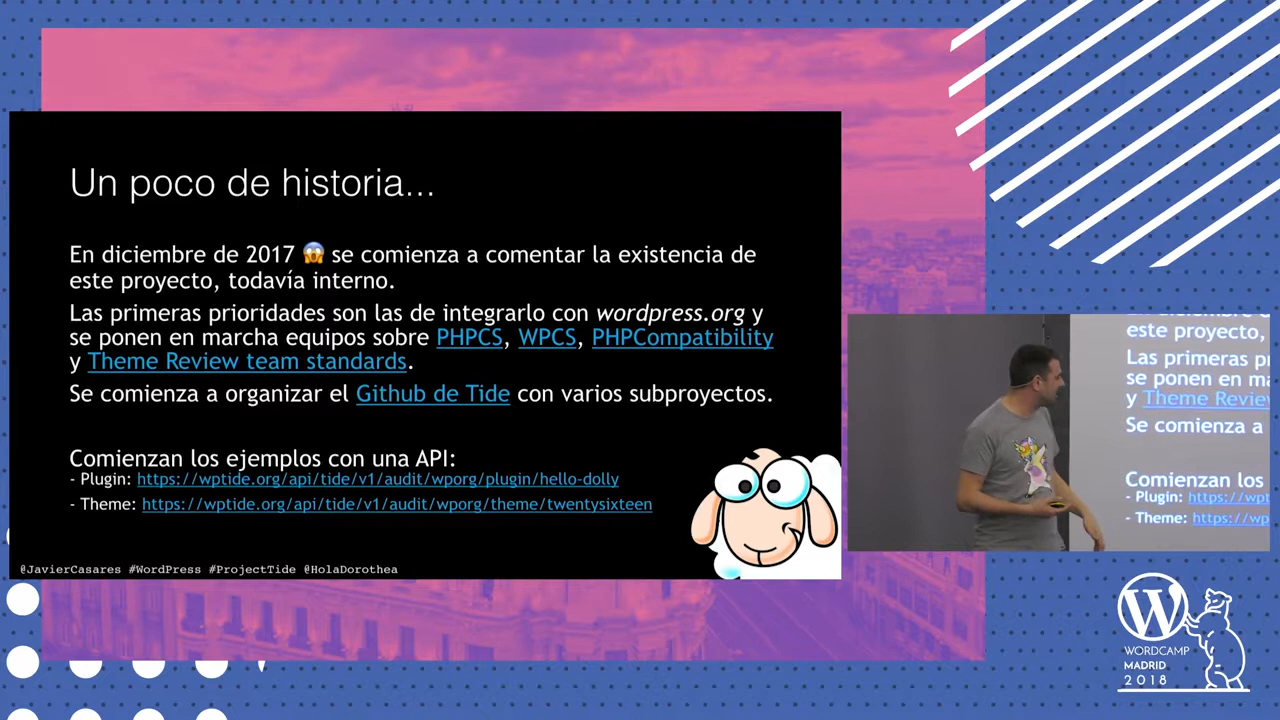 Un poco de historia...
En diciembre de 2017 😱 se comienza a comentar la existencia de
este proyecto, todavía interno.
Las primeras prioridades son las de integrarlo con wordpress.org y
se ponen en marcha equipos sobre PHPCS, WPCS, PHPCompatibility
y Theme Review team standards.
Se comienza a organizar el Github de Tide con varios subproyectos.
Comienzan los ejemplos con una API:
- Plugin: https://wptide.org/api/tide/v1/audit/wporg/plugin/hello-dolly
- Theme: https://wptide.org/api/tide/v1/audit/wporg/theme/twentysixteen
@JavierCasares #WordPress #ProjectTide @HolaDorothea
este proyecto,
Las primeras p
se ponen en ma
y Theme Revie
Se comienza a
Comienzan los
- Plugin: https://wpt
- Theme: https://wp
W
WORDCAMP
MADRID
2018